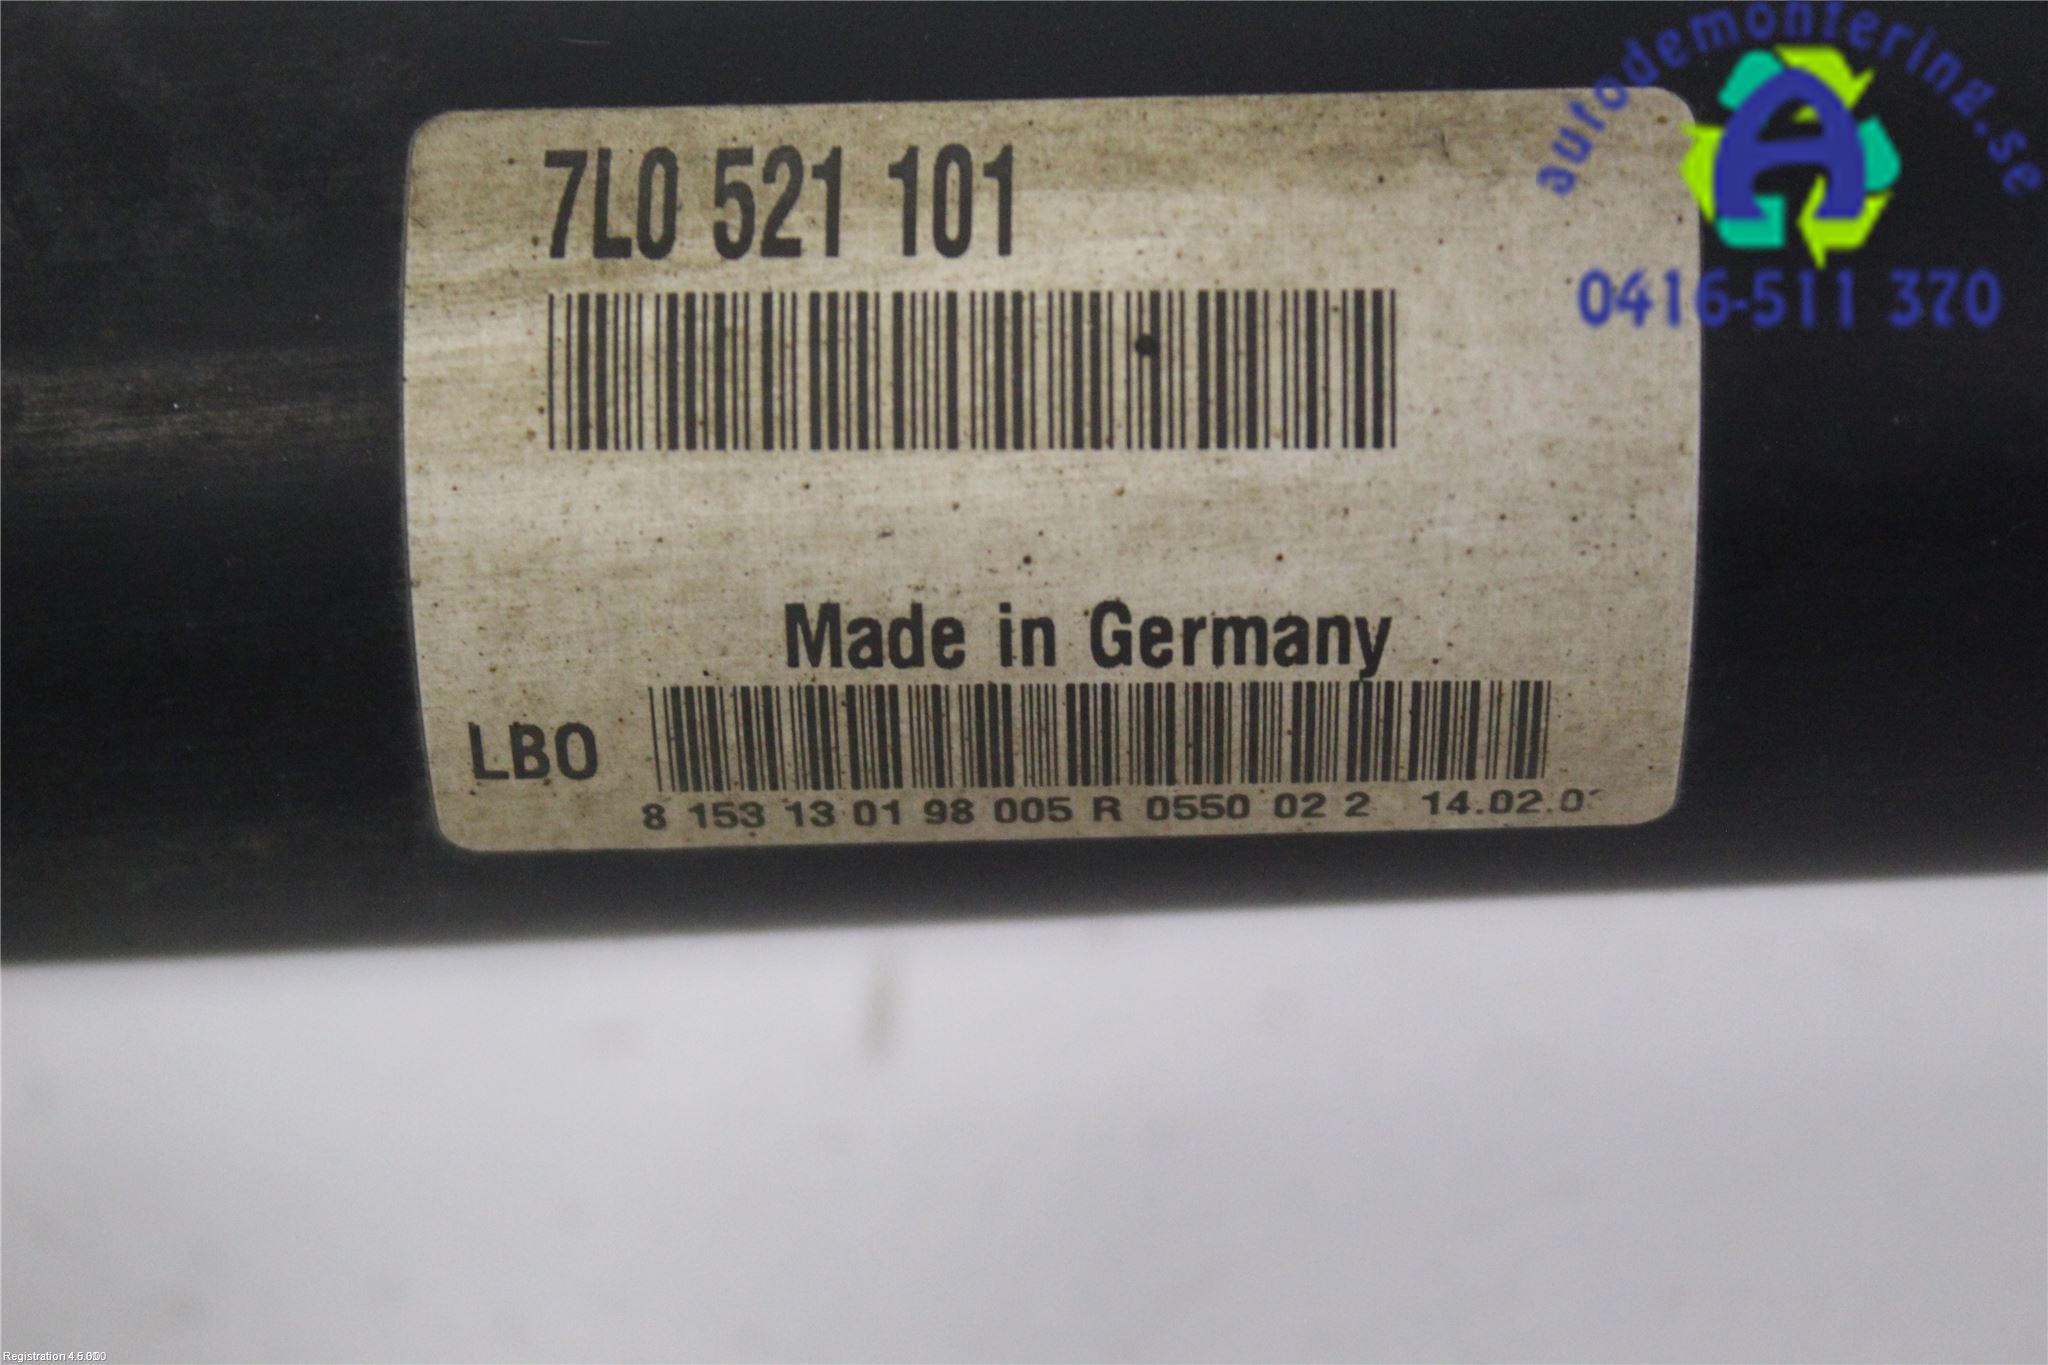 autodemontering.se
A
0416-511 370
7L0 521 101
Made in Germany
LBO
8 153 13 01 98 005 R 0550 02 2
Registration